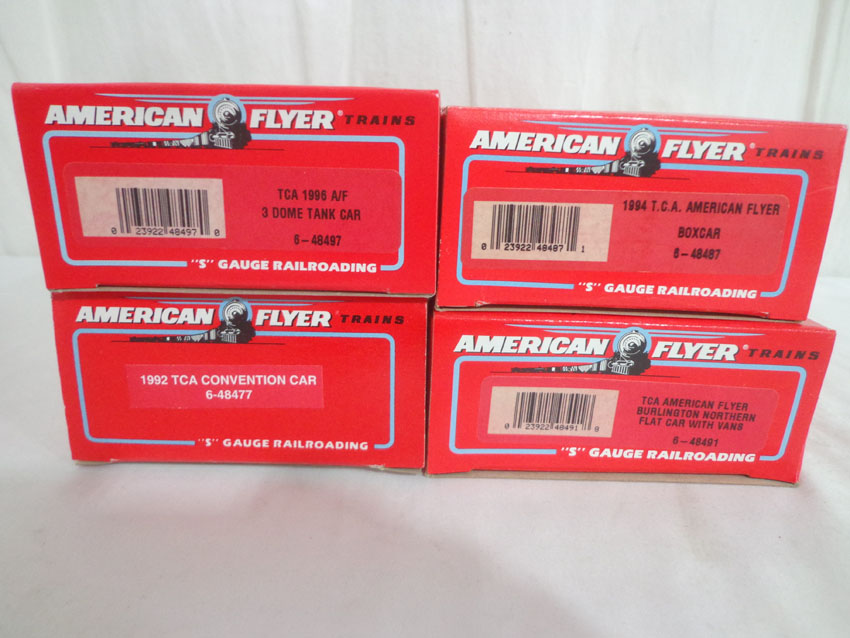 AMERICAN FLYER® TRAINS
TCA 1996 A/F
3 DOME TANK CAR
0 23922 48497 0
6-48497
"S" GAUGE RAILROADING
AMERICAN FLYER® TRAINS
1994 T.C.A. AMERICAN FLYER
BOXCAR
0 23922 48487 1
6-48487
"S" GAUGE RAILROADING
AMERICAN FLYER® TRAINS
1992 TCA CONVENTION CAR
6-48477
"S" GAUGE RAILROADING
AMERICAN FLYER® TRAINS
TCA AMERICAN FLYER
BURLINGTON NORTHERN
FLAT CAR WITH VANS
0 23922 48491 8
6-48491
"S" GAUGE RAILROADING